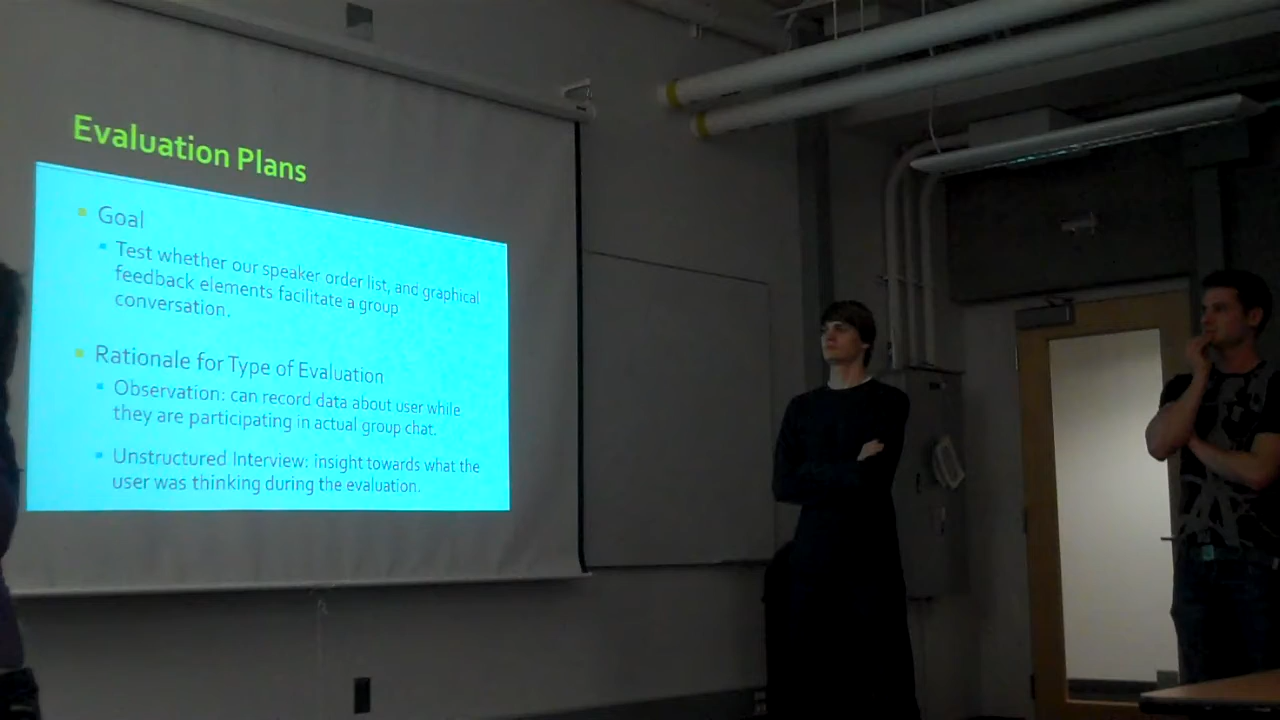 Evaluation Plans
Goal
Test whether our speaker order list, and graphical
feedback elements facilitate a group
conversation.
Rationale for Type of Evaluation
Observation: can record data about user while
they are participating in actual group chat.
Unstructured Interview: insight towards what the
user was thinking during the evaluation.